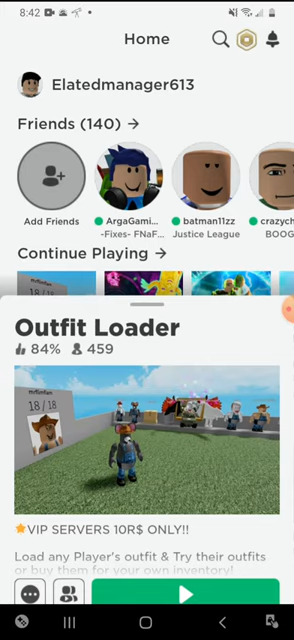 8:42
Home
Elatedmanager613
Friends (140) →
Add Friends
ArgaGami...
-Fixes- FNaF...
batman11zz
Justice League
crazych
BOOG
Continue Playing →
Outfit Loader
84% 459
18 / 18
VIP SERVERS 10R$ ONLY!!
Load any Player's outfit & Try their outfits
or buy them for your own inventory!